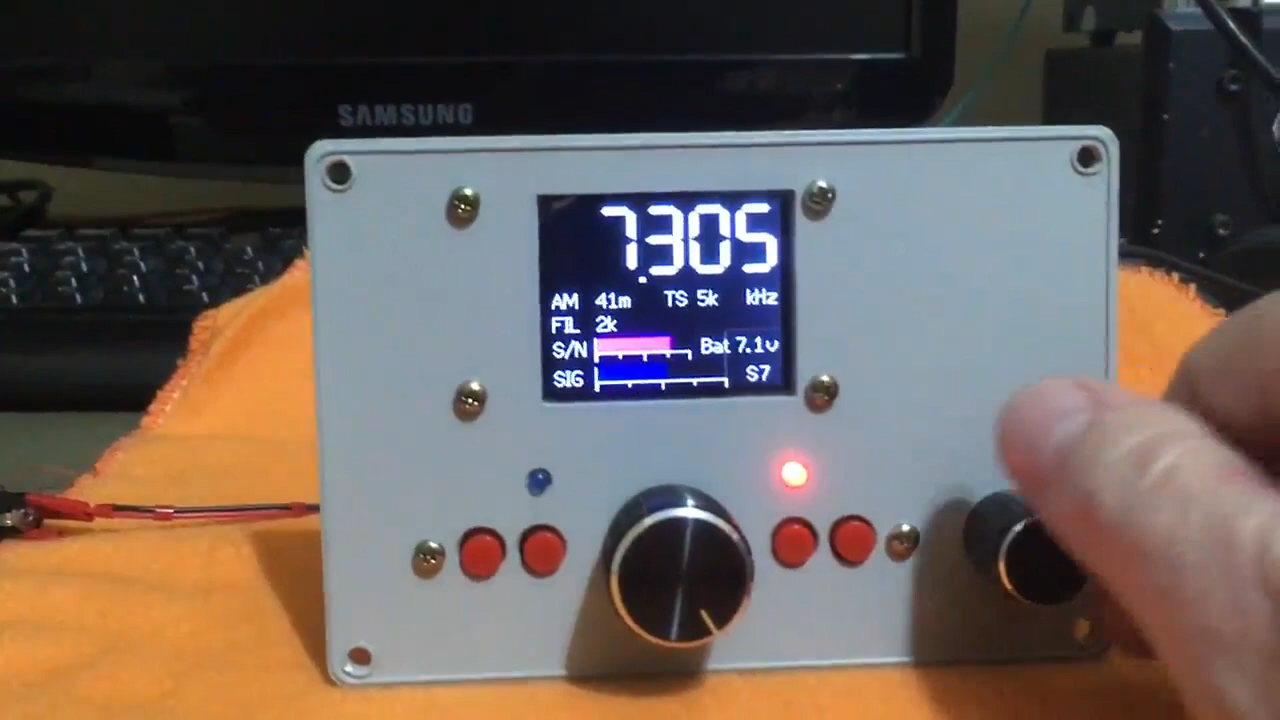 SAMSUNG
7.305
AM 41m TS 5k kHz
FIL 2k
S/N Bat 7.1v
SIG S7